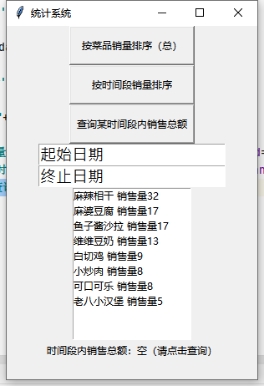 统计系统
按菜品销量排序（总）
按时间段销量排序
查询某时间段内销售总额
起始日期
终止日期
麻辣相干 销售量32
麻婆豆腐 销售量17
鱼子酱沙拉 销售量17
维维豆奶 销售量13
白切鸡 销售量9
小炒肉 销售量8
可口可乐 销售量8
老八小汉堡 销售量5
时间段内销售总额：空（请点击查询）